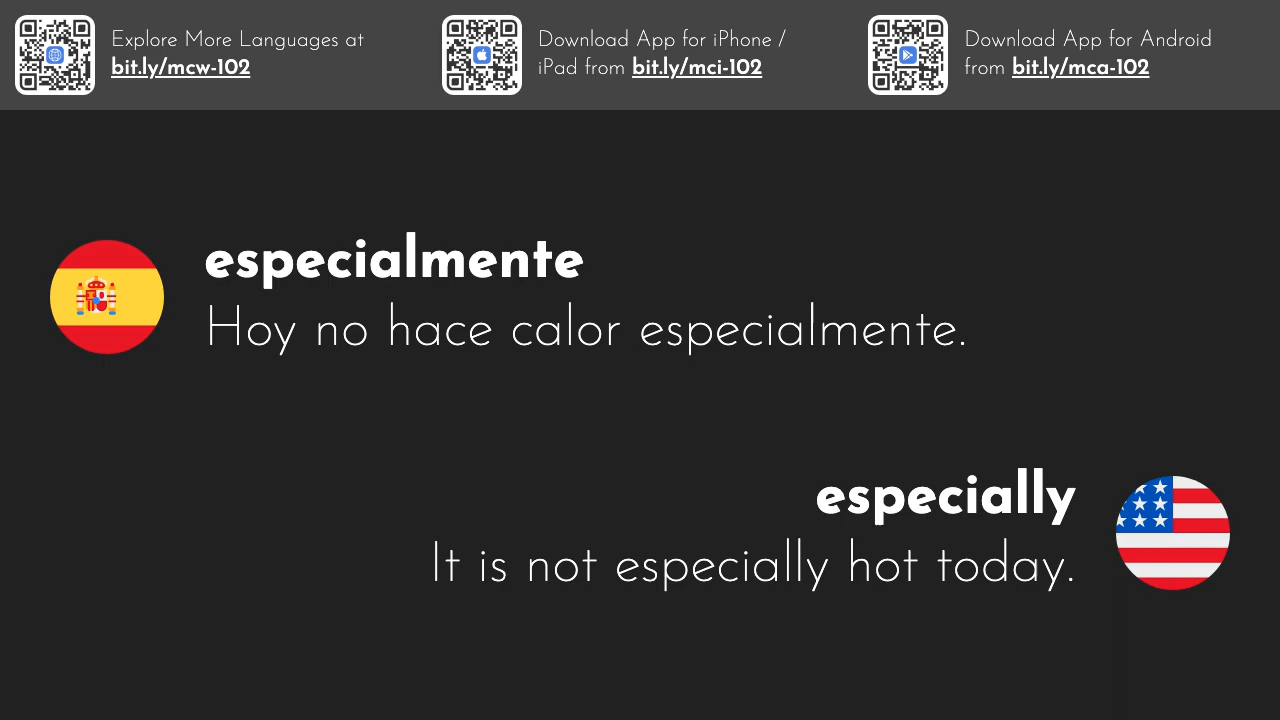 Explore More Languages at
bit.ly/mcw-102
Download App for iPhone /
iPad from bit.ly/mci-102
Download App for Android
from bit.ly/mca-102
especialmente
Hoy no hace calor especialmente.
especially
It is not especially hot today.